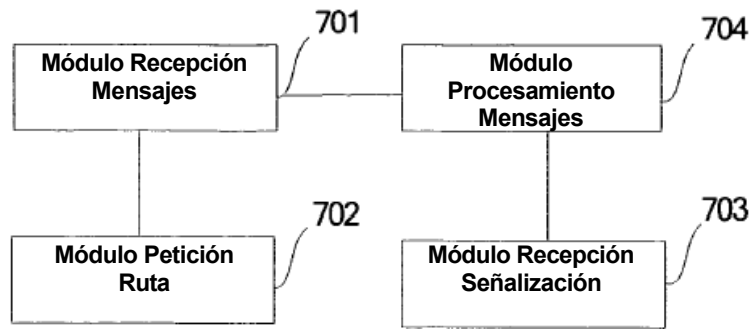 701
Módulo Recepción
Mensajes
704
Módulo
Procesamiento
Mensajes
702
Módulo Petición
Ruta
703
Módulo Recepción
Señalización